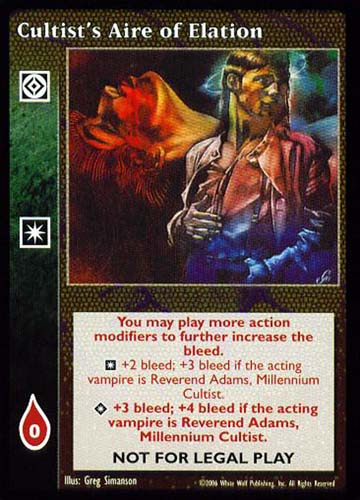 Cultist's Aire of Elation
You may play more action
modifiers to further increase the
bleed.
+2 bleed; +3 bleed if the acting
vampire is Reverend Adams, Millennium
Cultist.
+3 bleed; +4 bleed if the acting
vampire is Reverend Adams,
Millennium Cultist.
NOT FOR LEGAL PLAY
0
Illus: Greg Simanson
©2006 White Wolf Publishing, Inc. All Rights Reserved